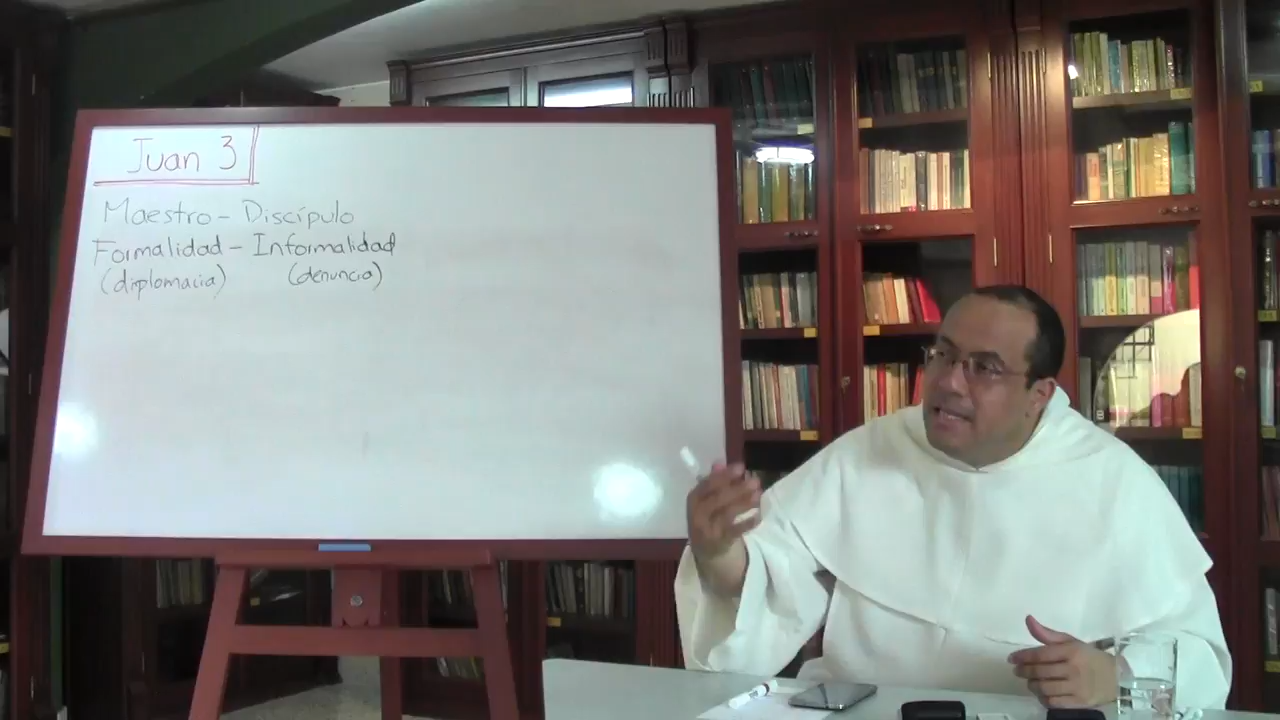 Juan 3
Maestro - Discípulo
Formalidad - Informalidad
(diplomacia) (denuncia)